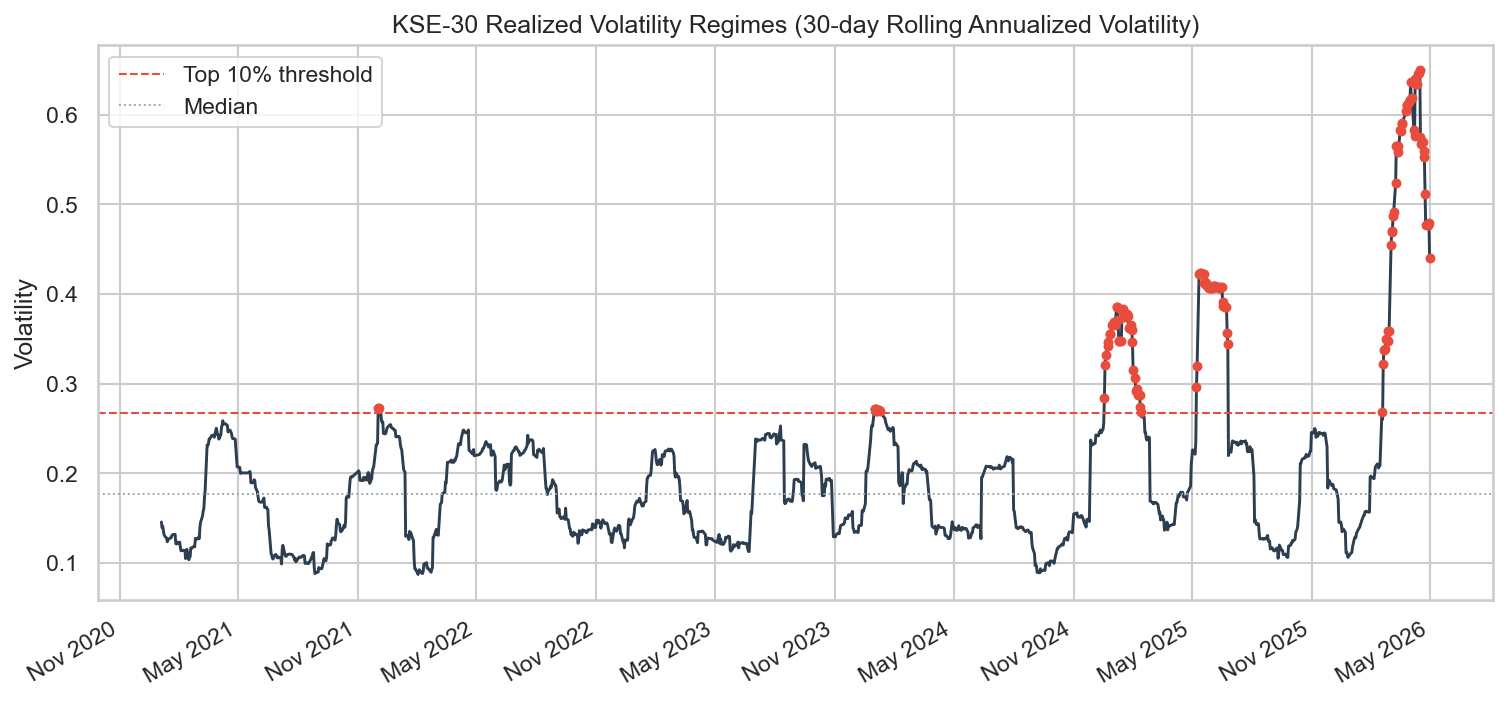 KSE-30 Realized Volatility Regimes (30-day Rolling Annualized Volatility)
Top 10% threshold
Median
Volatility
0.6
0.5
0.4
0.3
0.2
0.1
Nov 2020
May 2021
Nov 2021
May 2022
Nov 2022
May 2023
Nov 2023
May 2024
Nov 2024
May 2025
Nov 2025
May 2026